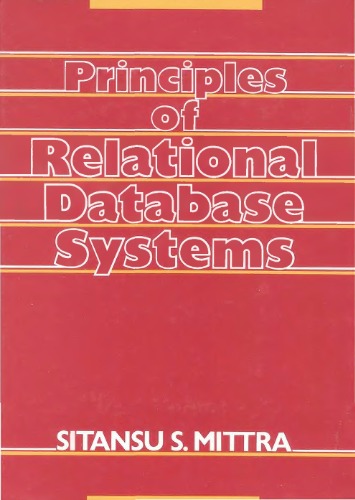 Principles
of
Relational
Database
Systems
SITANSU S. MITTRA